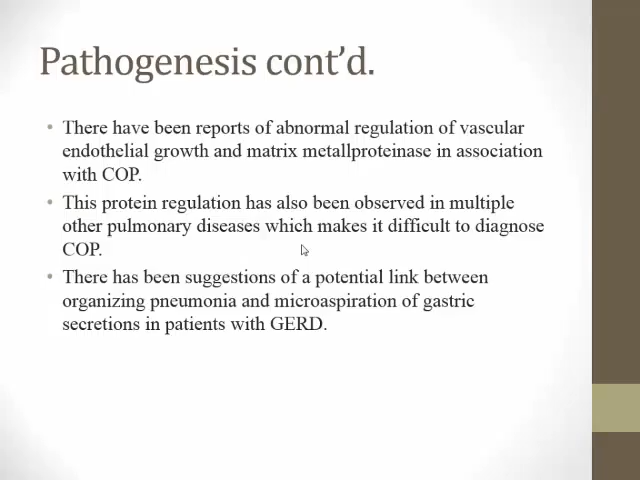 Pathogenesis cont’d.
• There have been reports of abnormal regulation of vascular
endothelial growth and matrix metallproteinase in association
with COP.
• This protein regulation has also been observed in multiple
other pulmonary diseases which makes it difficult to diagnose
COP.
• There has been suggestions of a potential link between
organizing pneumonia and microaspiration of gastric
secretions in patients with GERD.